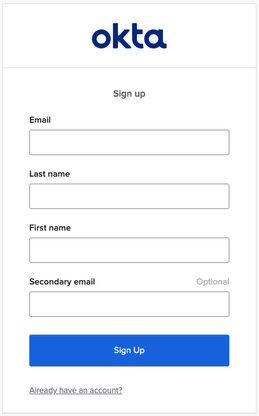 okta
Sign up
Email
Last name
First name
Secondary email Optional
Sign Up
Already have an account?